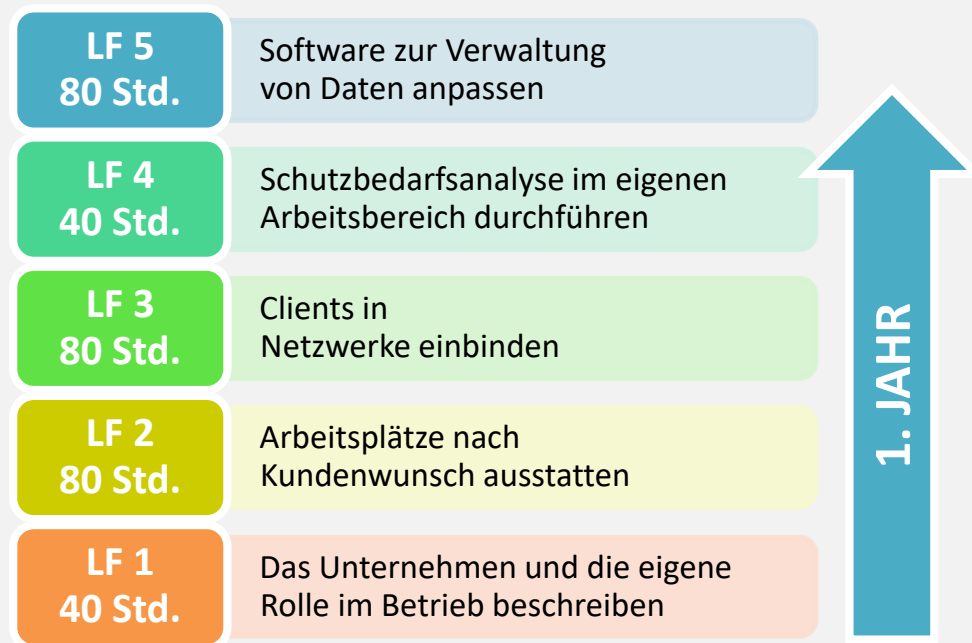 LF 5
80 Std.
Software zur Verwaltung
von Daten anpassen
LF 4
40 Std.
Schutzbedarfsanalyse im eigenen
Arbeitsbereich durchführen
LF 3
80 Std.
Clients in
Netzwerke einbinden
LF 2
80 Std.
Arbeitsplätze nach
Kundenwunsch ausstatten
LF 1
40 Std.
Das Unternehmen und die eigene
Rolle im Betrieb beschreiben
1. JAHR